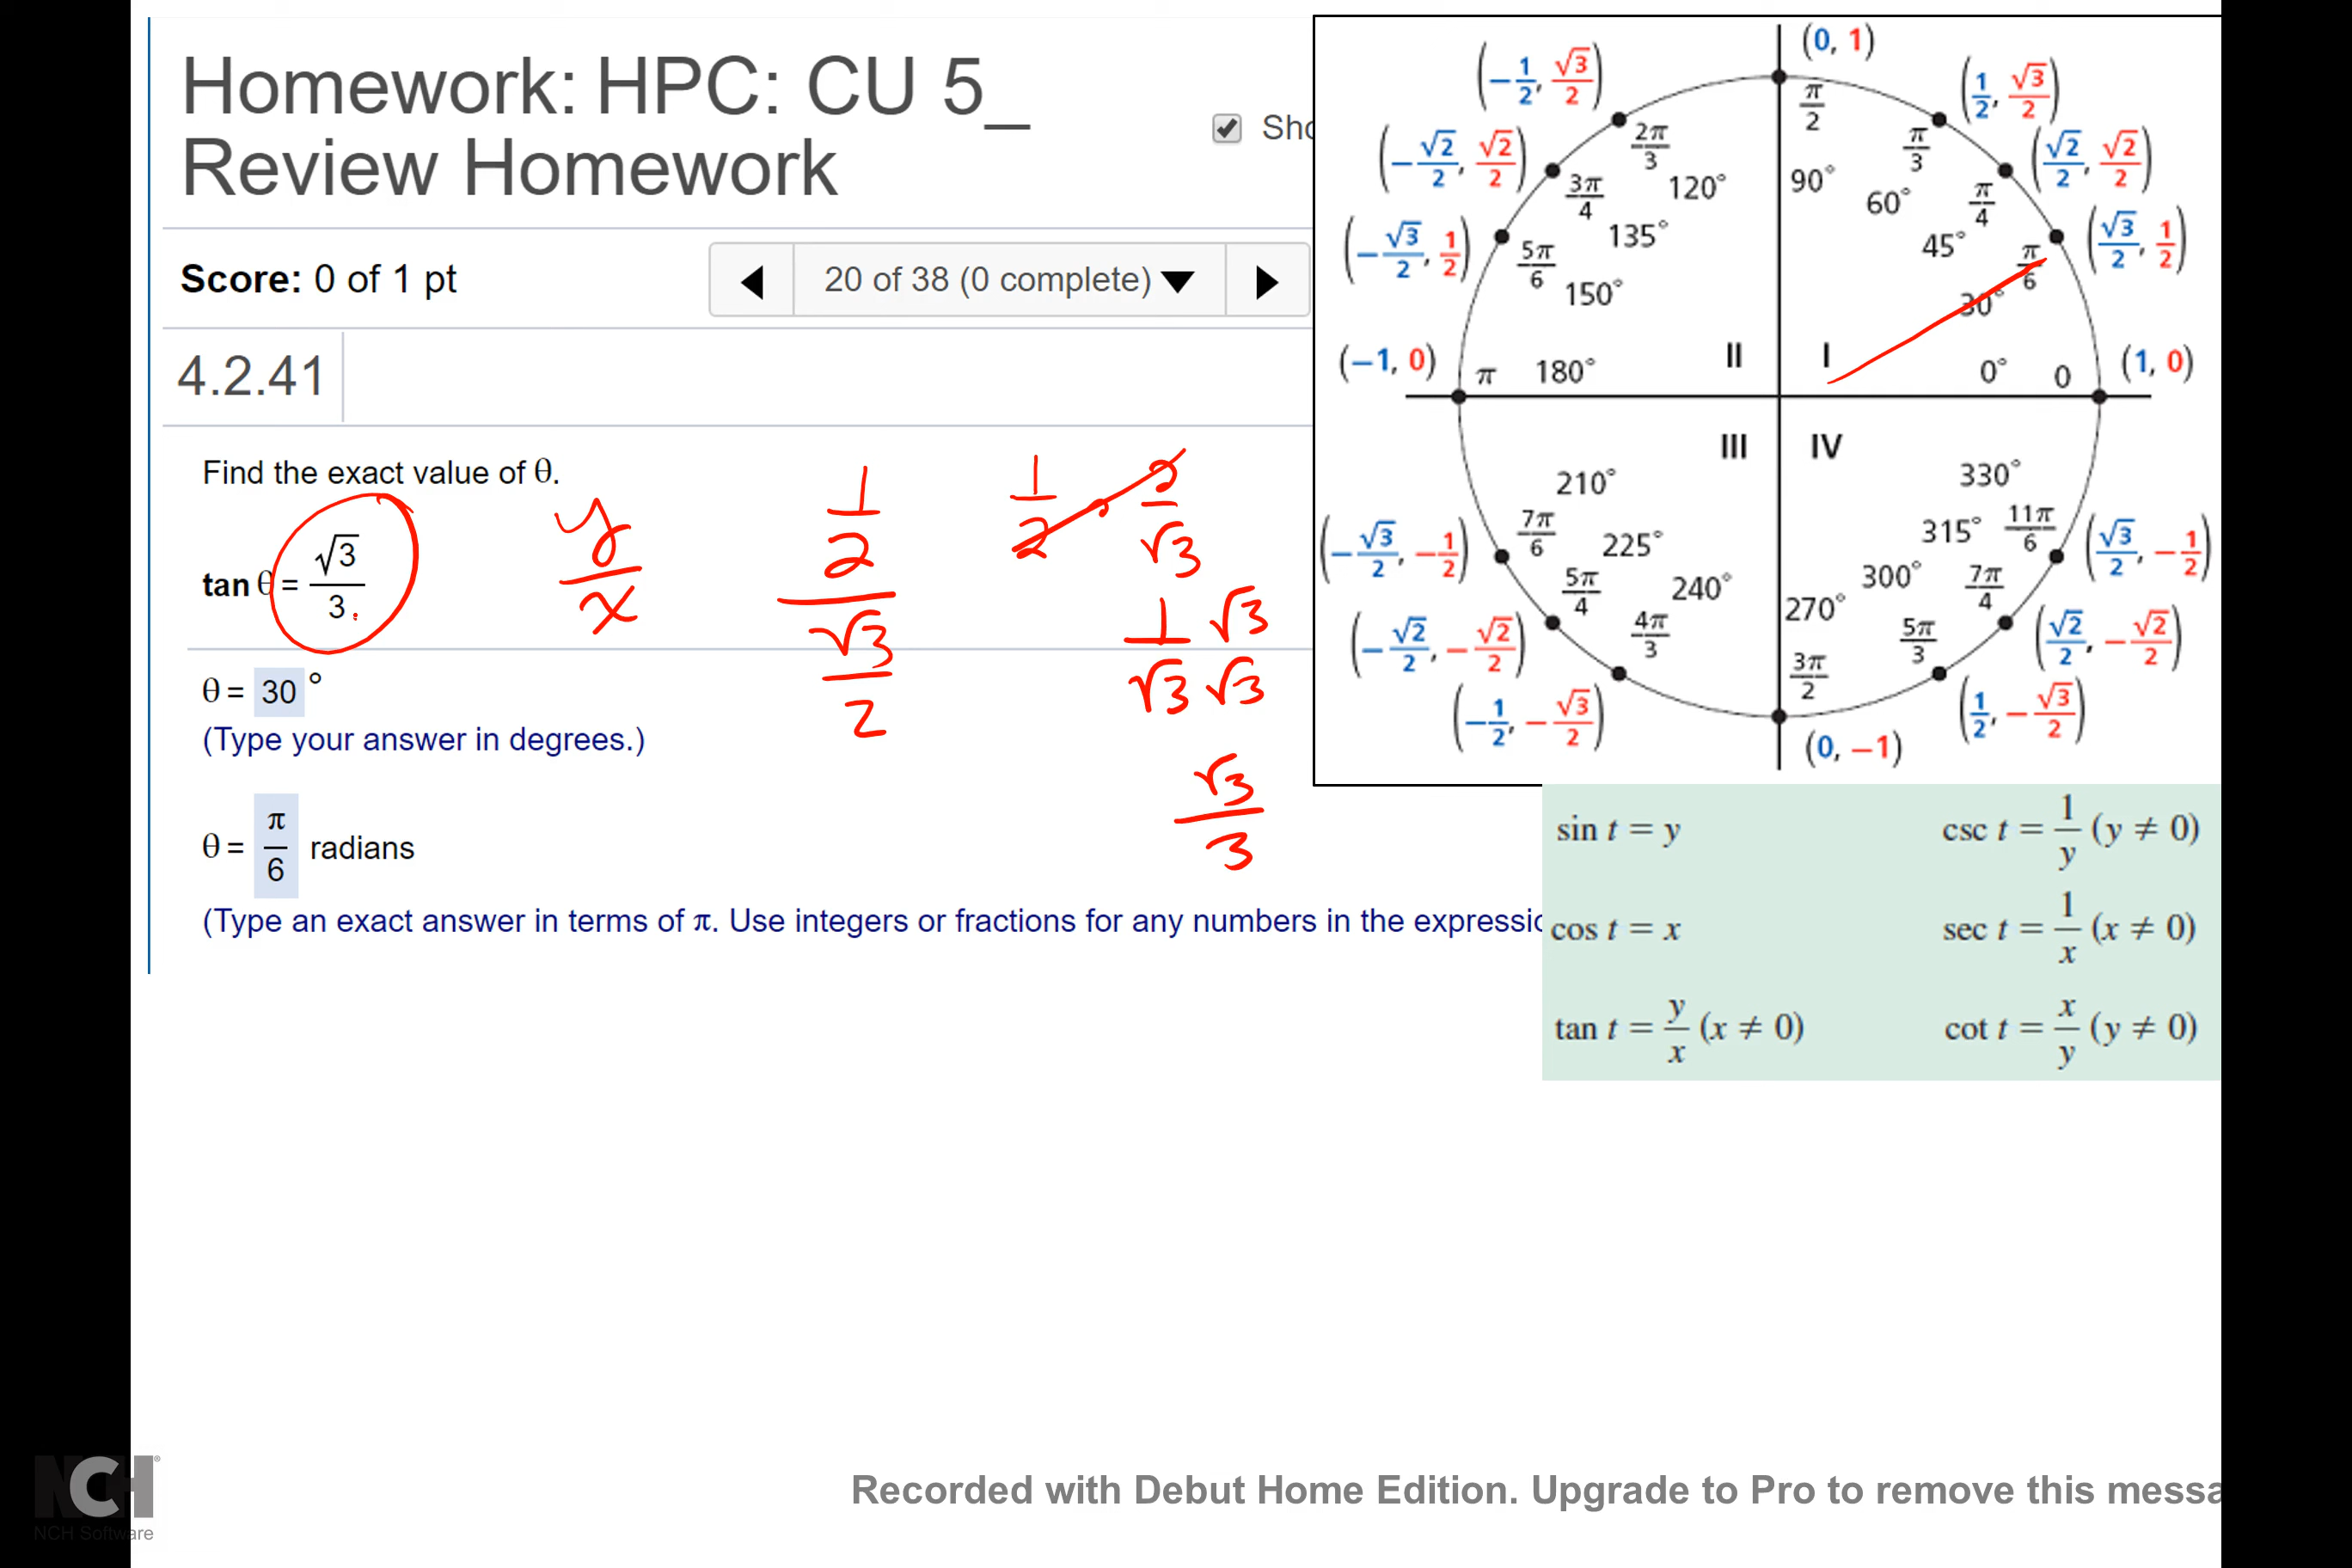 Homework: HPC: CU 5_
Review Homework
Sho
Score: 0 of 1 pt
20 of 38 (0 complete)
4.2.41
Find the exact value of θ.
tan θ = √3/3.
y/x
1/2
√3/2
1/2 · 2/√3
1/√3 √3/√3
√3/3
θ = 30°
(Type your answer in degrees.)
θ = π/6 radians
(Type an exact answer in terms of π. Use integers or fractions for any numbers in the expressio
(0, 1)
π/2
90°
(1/2, √3/2)
π/3
60°
(√2/2, √2/2)
π/4
45°
(√3/2, 1/2)
π/6
30°
(1, 0)
0
0°
(−1/2, √3/2)
2π/3
120°
(−√2/2, √2/2)
3π/4
135°
(−√3/2, 1/2)
5π/6
150°
(−1, 0)
π
180°
II
I
III
IV
(−√3/2, −1/2)
7π/6
210°
(−√2/2, −√2/2)
5π/4
225°
(−1/2, −√3/2)
4π/3
240°
(0, −1)
3π/2
270°
(1/2, −√3/2)
5π/3
300°
(√2/2, −√2/2)
7π/4
315°
(√3/2, −1/2)
11π/6
330°
sin t = y
csc t = 1/y (y ≠ 0)
cos t = x
sec t = 1/x (x ≠ 0)
tan t = y/x (x ≠ 0)
cot t = x/y (y ≠ 0)
NCH®
NCH Software
Recorded with Debut Home Edition. Upgrade to Pro to remove this messa